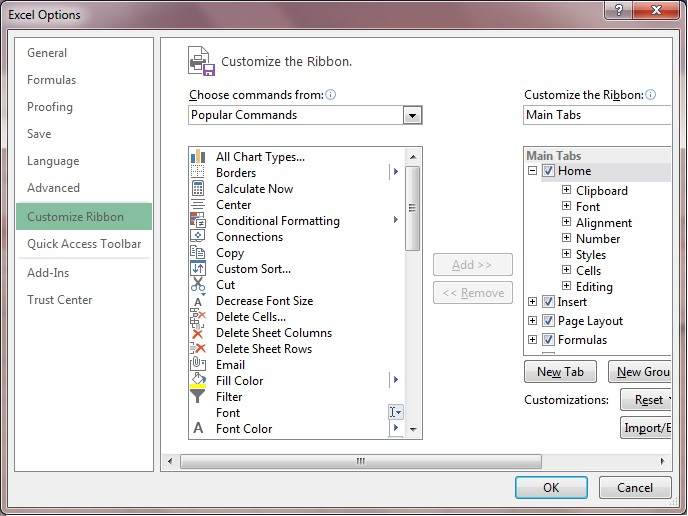 Excel Options
General
Formulas
Proofing
Save
Language
Advanced
Customize Ribbon
Quick Access Toolbar
Add-Ins
Trust Center
Customize the Ribbon.
Choose commands from:
Popular Commands
All Chart Types...
Borders
Calculate Now
Center
Conditional Formatting
Connections
Copy
Custom Sort...
Cut
Decrease Font Size
Delete Cells...
Delete Sheet Columns
Delete Sheet Rows
Email
Fill Color
Filter
Font
Font Color
Add >>
<< Remove
Customize the Ribbon:
Main Tabs
Main Tabs
Home
Clipboard
Font
Alignment
Number
Styles
Cells
Editing
Insert
Page Layout
Formulas
New Tab
New Grou
Customizations:
Reset
Import/E
OK
Cancel